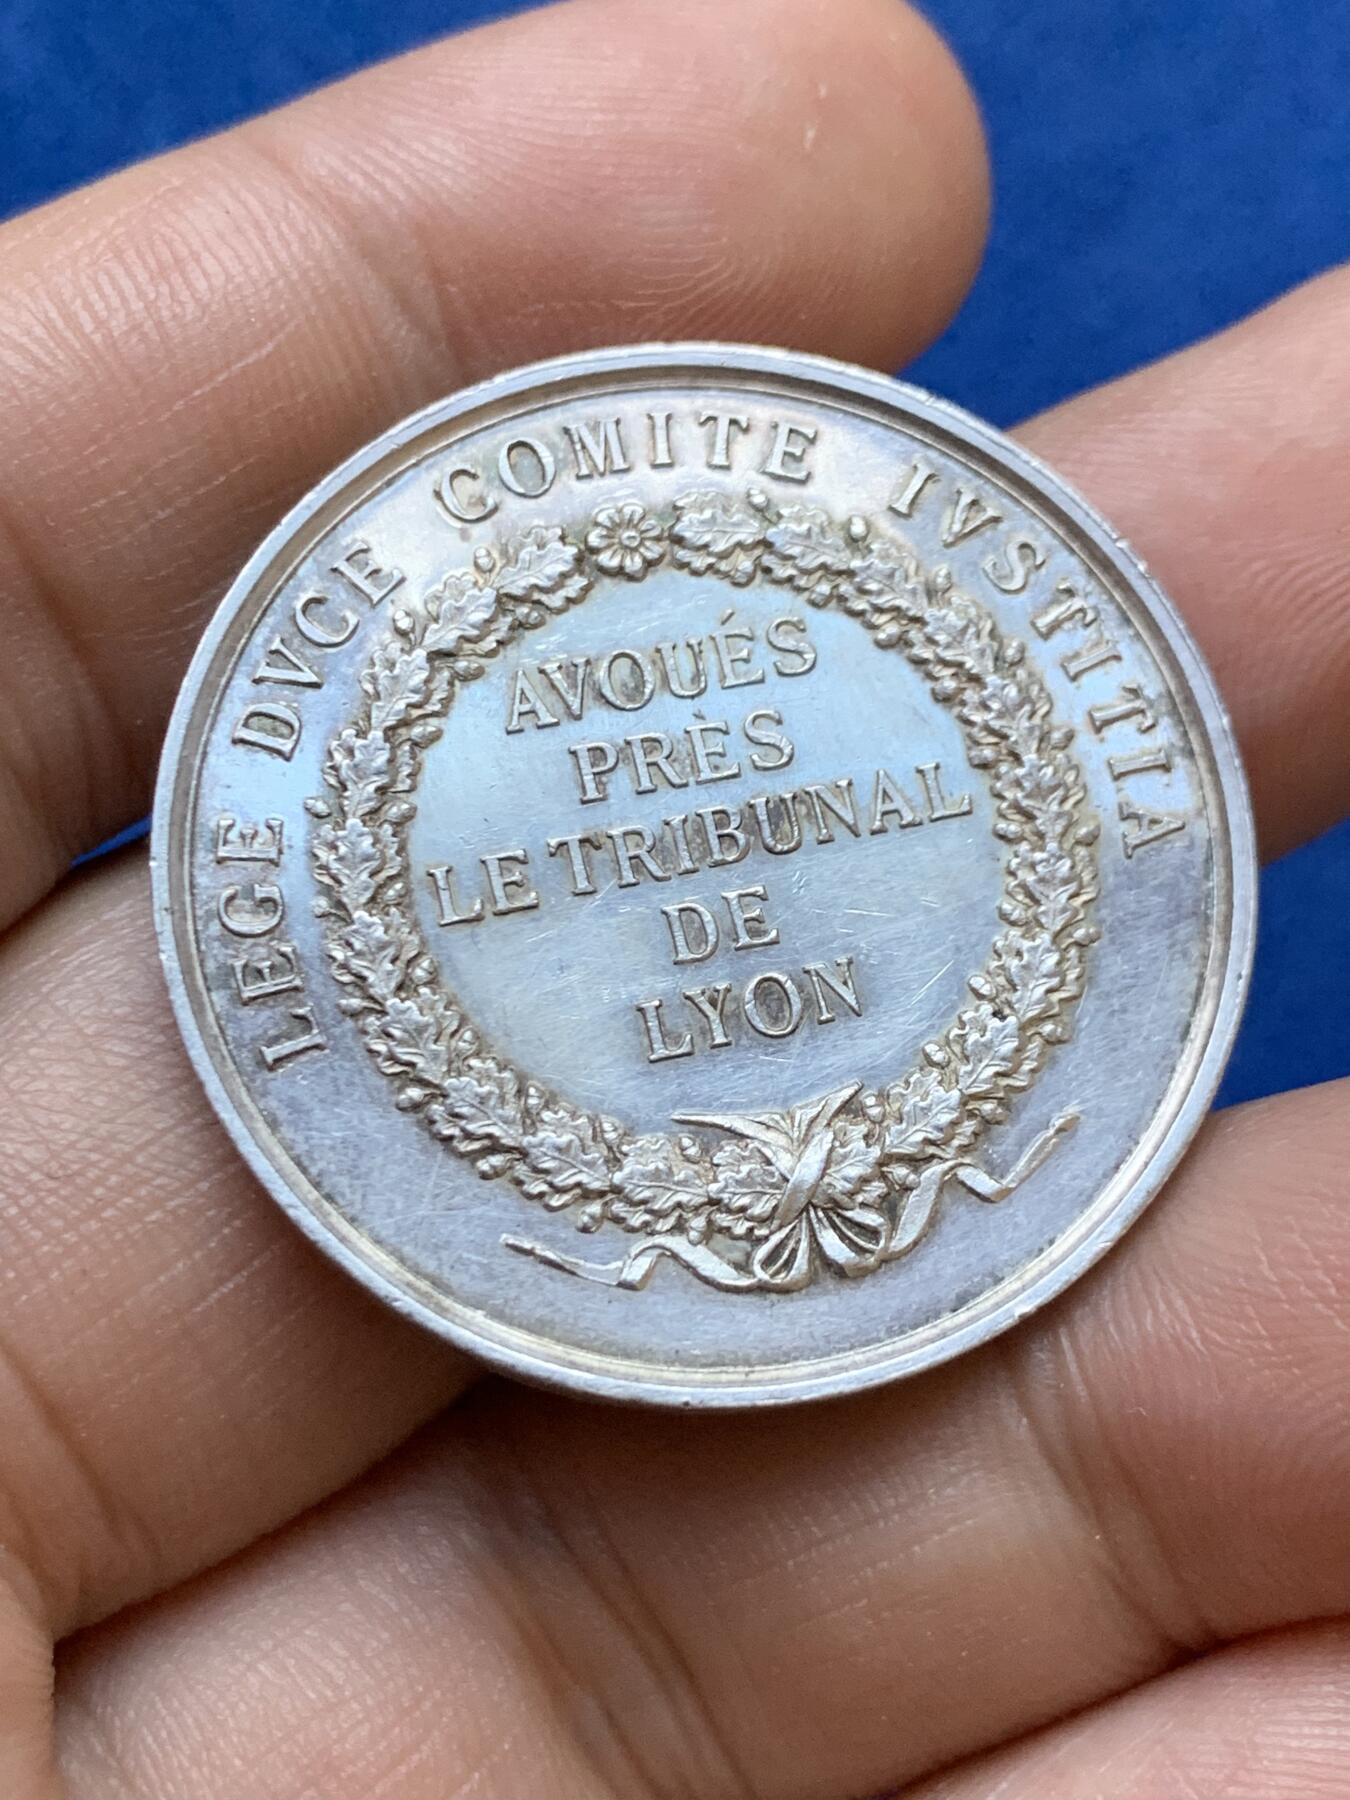 LEGE DVCE COMITE IVSTITIA
AVOUÉS
PRÈS
LE TRIBUNAL
DE
LYON